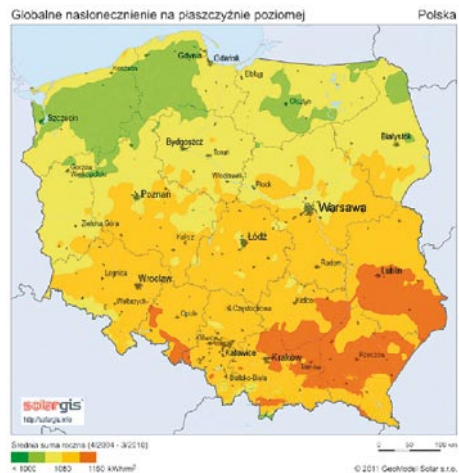 Globalne nasłonecznienie na płaszczyźnie poziomej Polska
Gdynia
Gdańsk
Koszalin
Elbląg
Olsztyn
Szczecin
Białystok
Bydgoszcz
Toruń
Gorzów
Wielkopolski
Włocławek
Płock
Poznań
Warszawa
Zielona Góra
Kalisz
Łódź
Radom
Lublin
Legnica
Wrocław
Wałbrzych
Opole
Częstochowa
Kielce
Katowice
Kraków
Tarnów
Rzeszów
Bielsko-Biała
solargis
http://solargis.info
Średnia suma roczna (4/2004 - 3/2010)
< 1000 1050 1150 kWh/m²
0 50 100 km
© 2011 GeoModel Solar s.r.o.